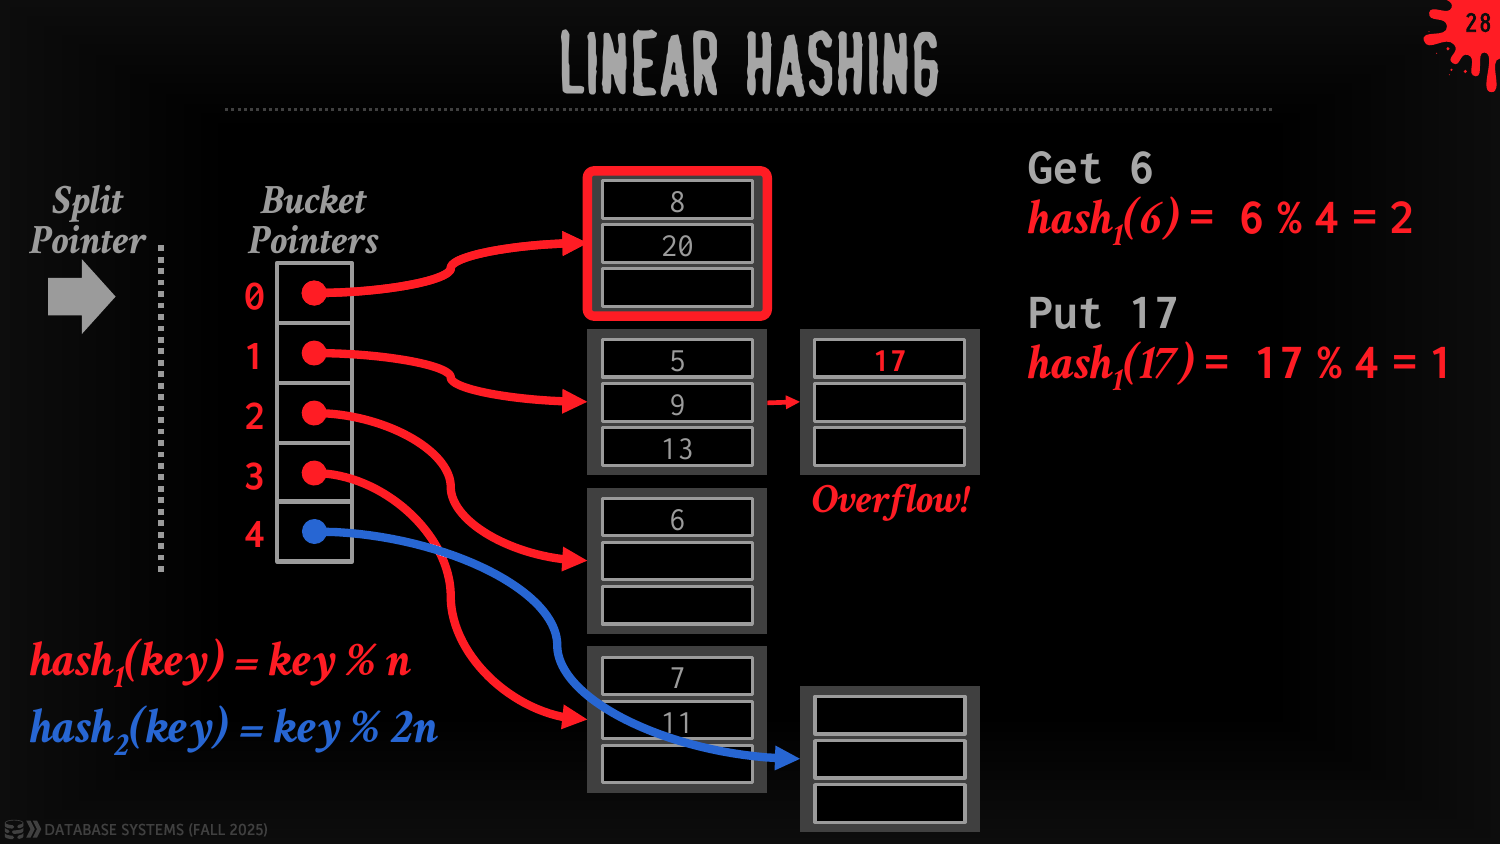 28
LINEAR HASHING
Split
Pointer
Bucket
Pointers
0
1
2
3
4
8
20
5
9
13
17
Overflow!
6
7
11
Get 6
hash1(6) = 6 % 4 = 2
Put 17
hash1(17) = 17 % 4 = 1
hash1(key) = key % n
hash2(key) = key % 2n
DATABASE SYSTEMS (FALL 2025)